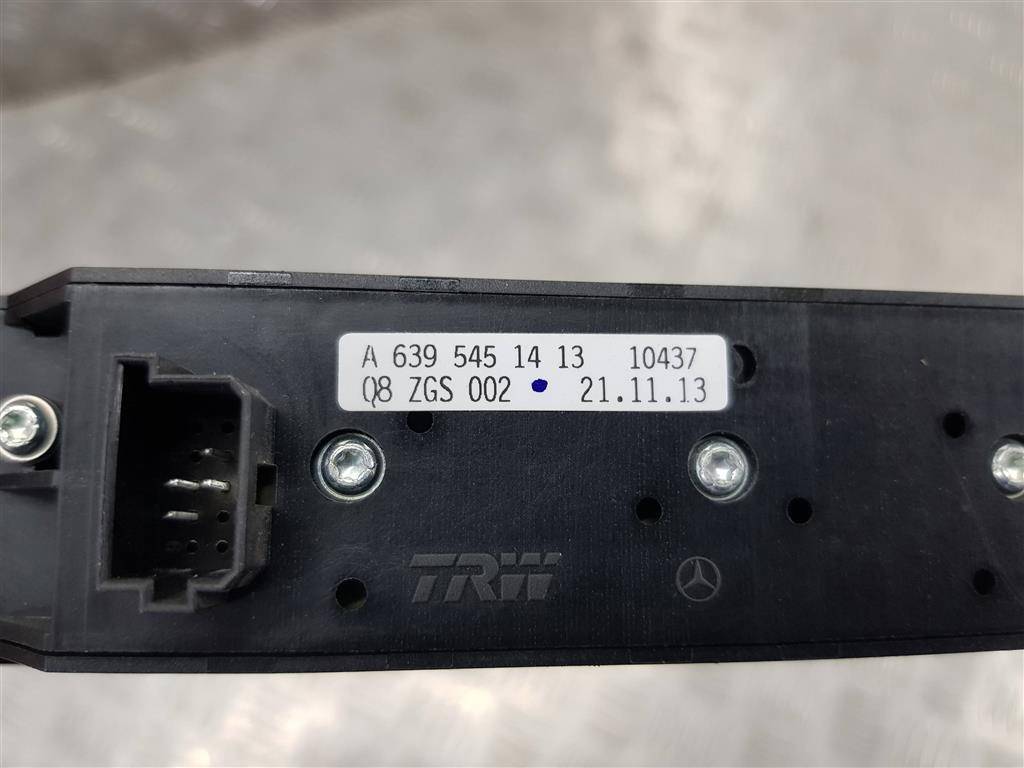 A 639 545 14 13 10437
Q8 ZGS 002 21.11.13
TRW